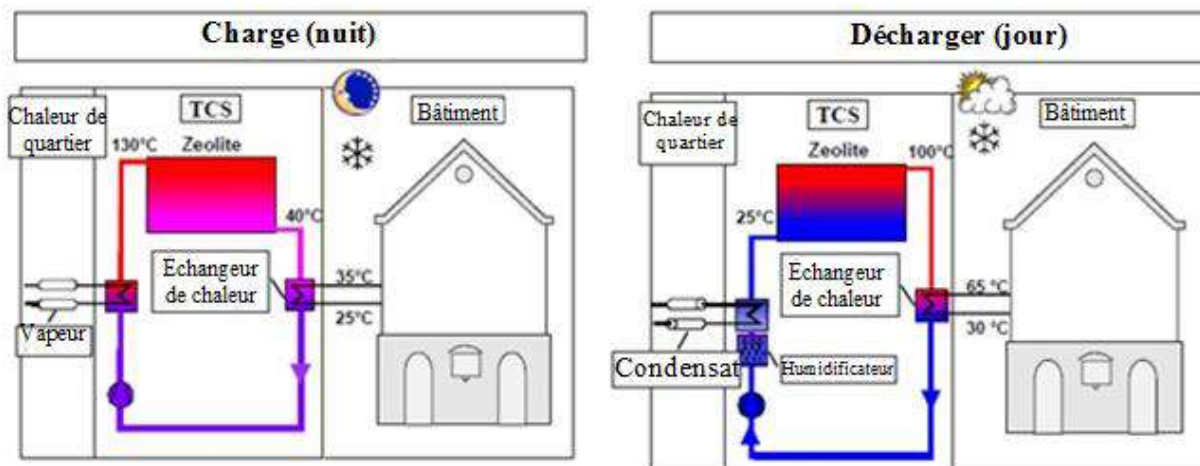 Charge (nuit)
Chaleur de
quartier
TCS
Zeolite
130°C
40°C
Bâtiment
Echangeur
de chaleur
35°C
25°C
Vapeur
Décharger (jour)
Chaleur de
quartier
TCS
Zeolite
100°C
25°C
Bâtiment
Echangeur
de chaleur
65 °C
30 °C
Condensat
Humidificateur